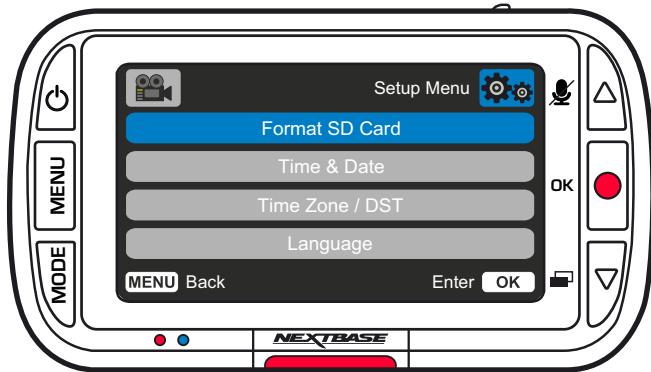 Setup Menu
Format SD Card
Time & Date
Time Zone / DST
Language
MENU Back
Enter OK
MENU
MODE
OK
NEXTBASE